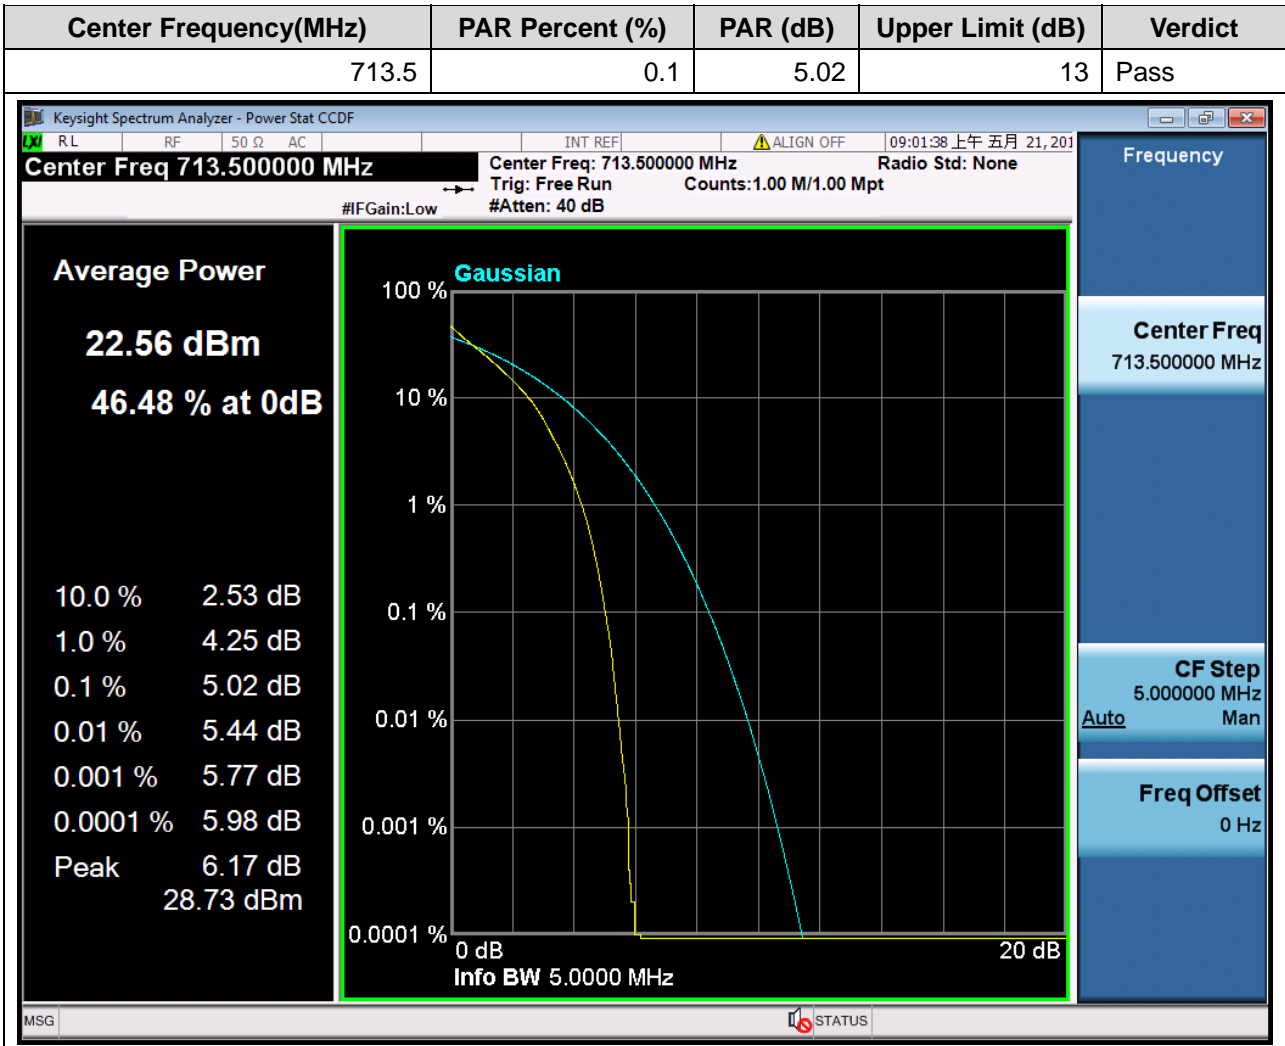 Center Frequency(MHz) PAR Percent (%) PAR (dB) Upper Limit (dB) Verdict
713.5 0.1 5.02 13 Pass
Keysight Spectrum Analyzer - Power Stat CCDF
LXI RL RF 50 Ω AC INT REF ALIGN OFF 09:01:38 上午 五月 21, 201
Center Freq 713.500000 MHz
Center Freq: 713.500000 MHz Radio Std: None
Trig: Free Run Counts:1.00 M/1.00 Mpt
#IFGain:Low #Atten: 40 dB
Average Power
22.56 dBm
46.48 % at 0dB
10.0 % 2.53 dB
1.0 % 4.25 dB
0.1 % 5.02 dB
0.01 % 5.44 dB
0.001 % 5.77 dB
0.0001 % 5.98 dB
Peak 6.17 dB
28.73 dBm
Gaussian
100 %
10 %
1 %
0.1 %
0.01 %
0.001 %
0.0001 %
0 dB 20 dB
Info BW 5.0000 MHz
Frequency
Center Freq
713.500000 MHz
CF Step
5.000000 MHz
Auto Man
Freq Offset
0 Hz
MSG STATUS